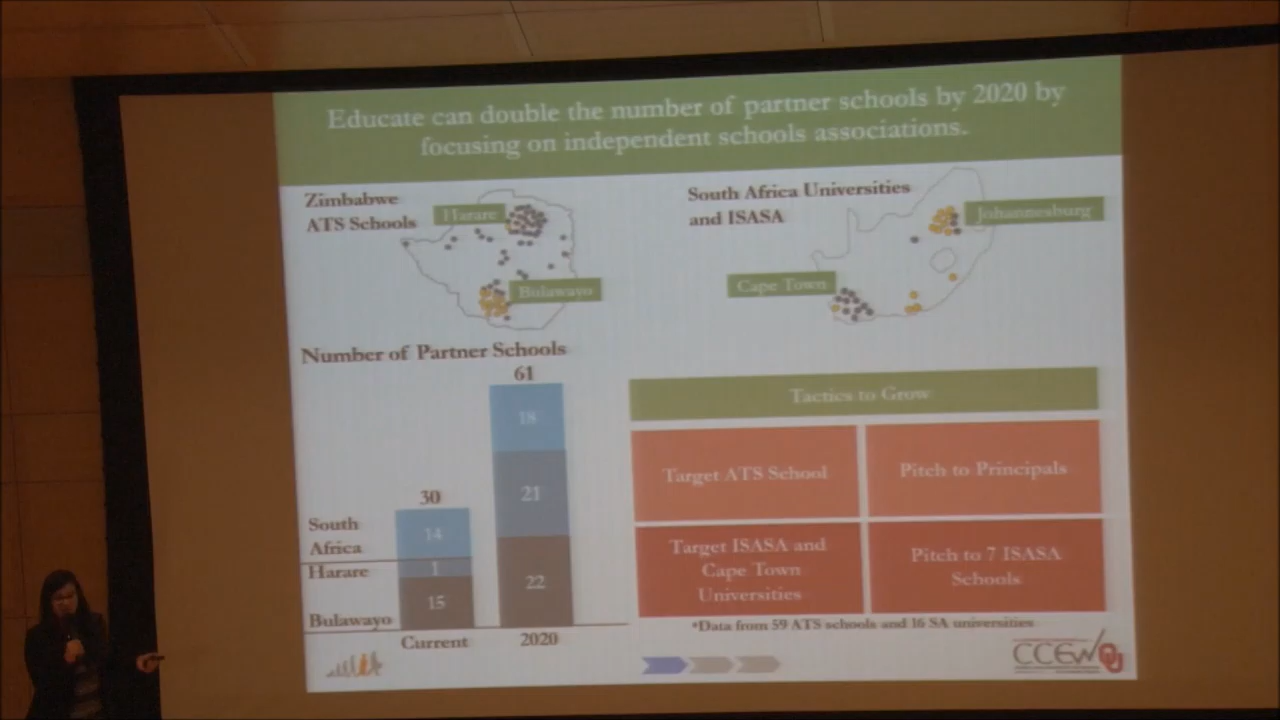 Educate can double the number of partner schools by 2020 by
focusing on independent schools associations.
Zimbabwe
ATS Schools
Harare
Bulawayo
South Africa Universities
and ISASA
Johannesburg
Cape Town
Number of Partner Schools
61
18
21
22
30
14
1
15
South
Africa
Harare
Bulawayo
Current
2020
Tactics to Grow
Target ATS School
Pitch to Principals
Target ISASA and
Cape Town
Universities
Pitch to 7 ISASA
Schools
*Data from 59 ATS schools and 16 SA universities
CCEW
OU